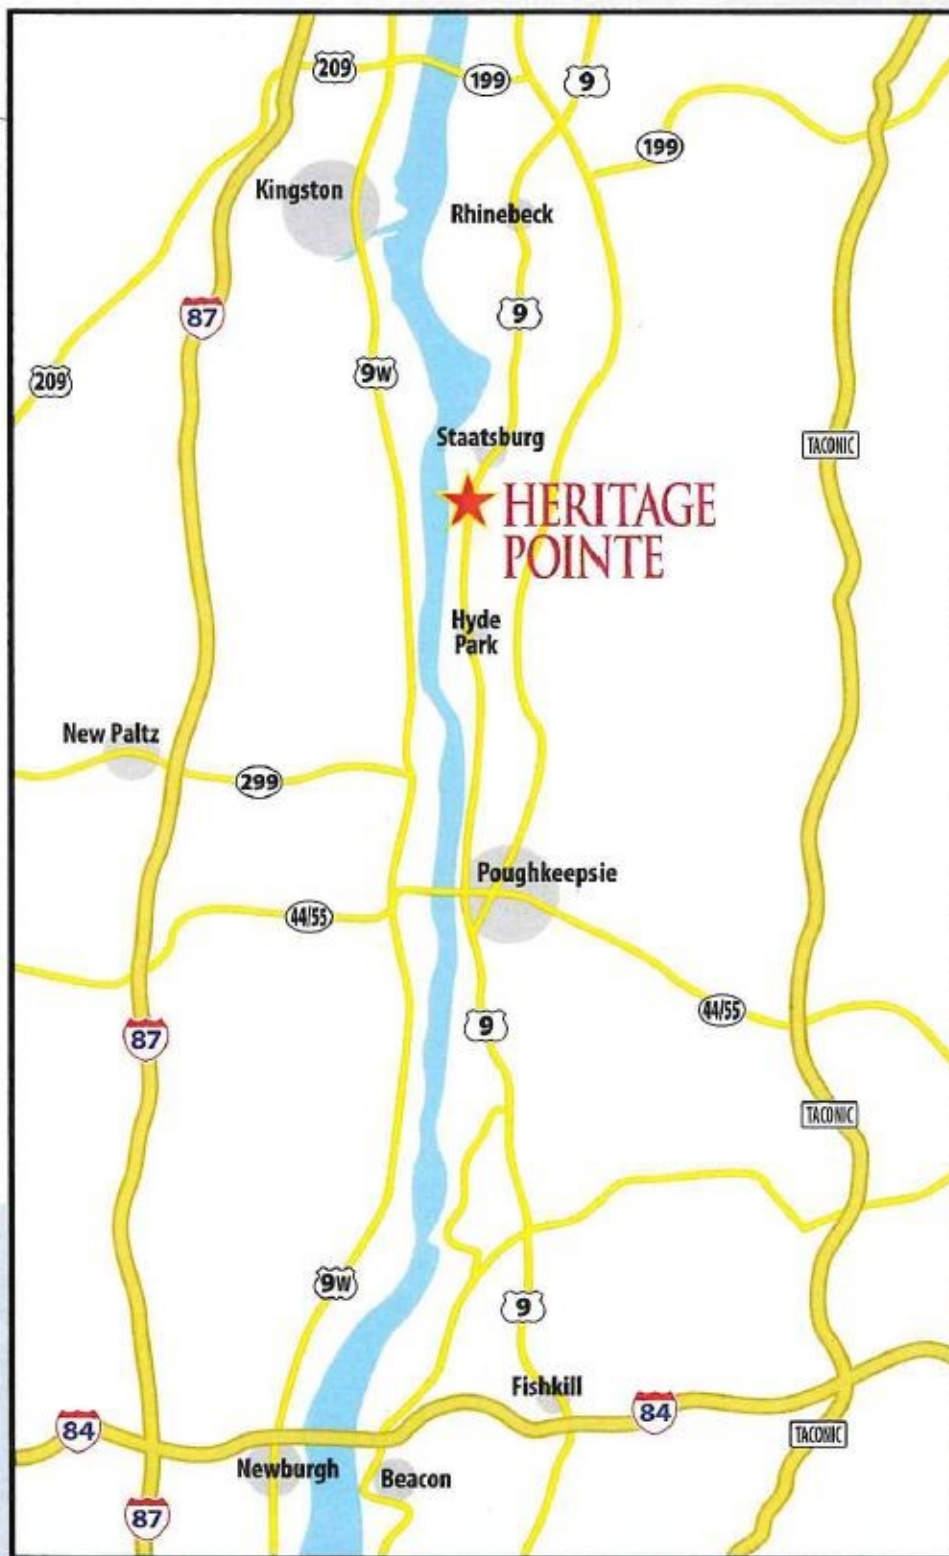 209
199
9
199
Kingston
Rhinebeck
87
9
209
9W
Staatsburg
TACONIC
HERITAGE
POINTE
Hyde
Park
New Paltz
299
Poughkeepsie
44/55
44/55
9
87
TACONIC
9W
9
Fishkill
84
84
TACONIC
Newburgh
Beacon
87